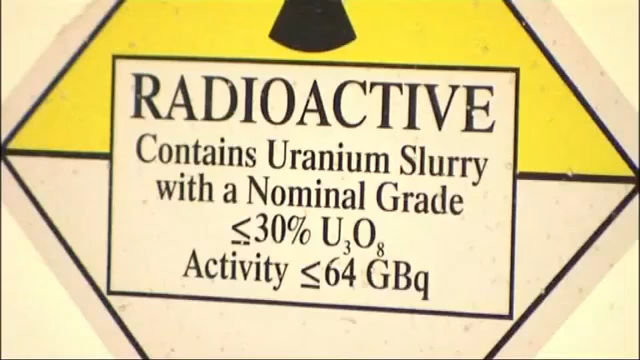 RADIOACTIVE
Contains Uranium Slurry
with a Nominal Grade
≤30% U₃O₈
Activity ≤64 GBq